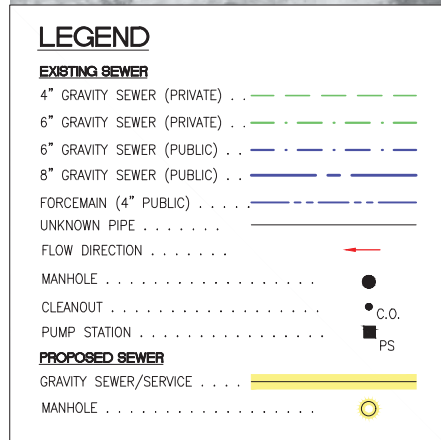 LEGEND
EXISTING SEWER
4" GRAVITY SEWER (PRIVATE) . .
6" GRAVITY SEWER (PRIVATE) . .
6" GRAVITY SEWER (PUBLIC) . .
8" GRAVITY SEWER (PUBLIC) . .
FORCEMAIN (4" PUBLIC) . . . . .
UNKNOWN PIPE . . . . . . .
FLOW DIRECTION . . . . . . .
MANHOLE . . . . . . . . . . . . . . . . . .
CLEANOUT . . . . . . . . . . . . . . . . . . C.O.
PUMP STATION . . . . . . . . . . . . . . . PS
PROPOSED SEWER
GRAVITY SEWER/SERVICE . . . .
MANHOLE . . . . . . . . . . . . . . . . . .